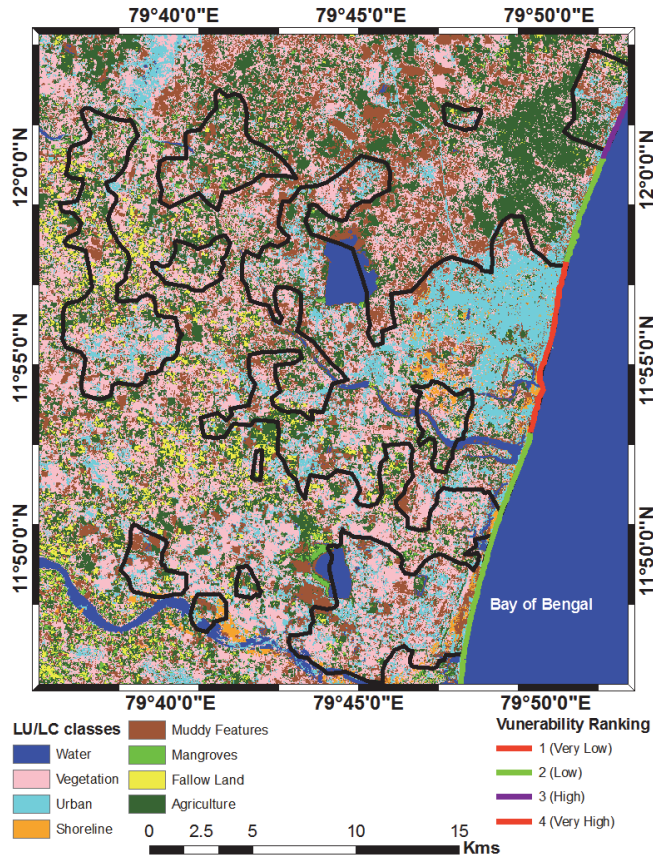 79°40'0"E 79°45'0"E 79°50'0"E
12°0'0"N 12°0'0"N
11°55'0"N 11°55'0"N
11°50'0"N 11°50'0"N
Bay of Bengal
79°40'0"E 79°45'0"E 79°50'0"E
LU/LC classes
Water
Vegetation
Urban
Shoreline
Muddy Features
Mangroves
Fallow Land
Agriculture
Vunerability Ranking
1 (Very Low)
2 (Low)
3 (High)
4 (Very High)
0 2.5 5 10 15
Kms